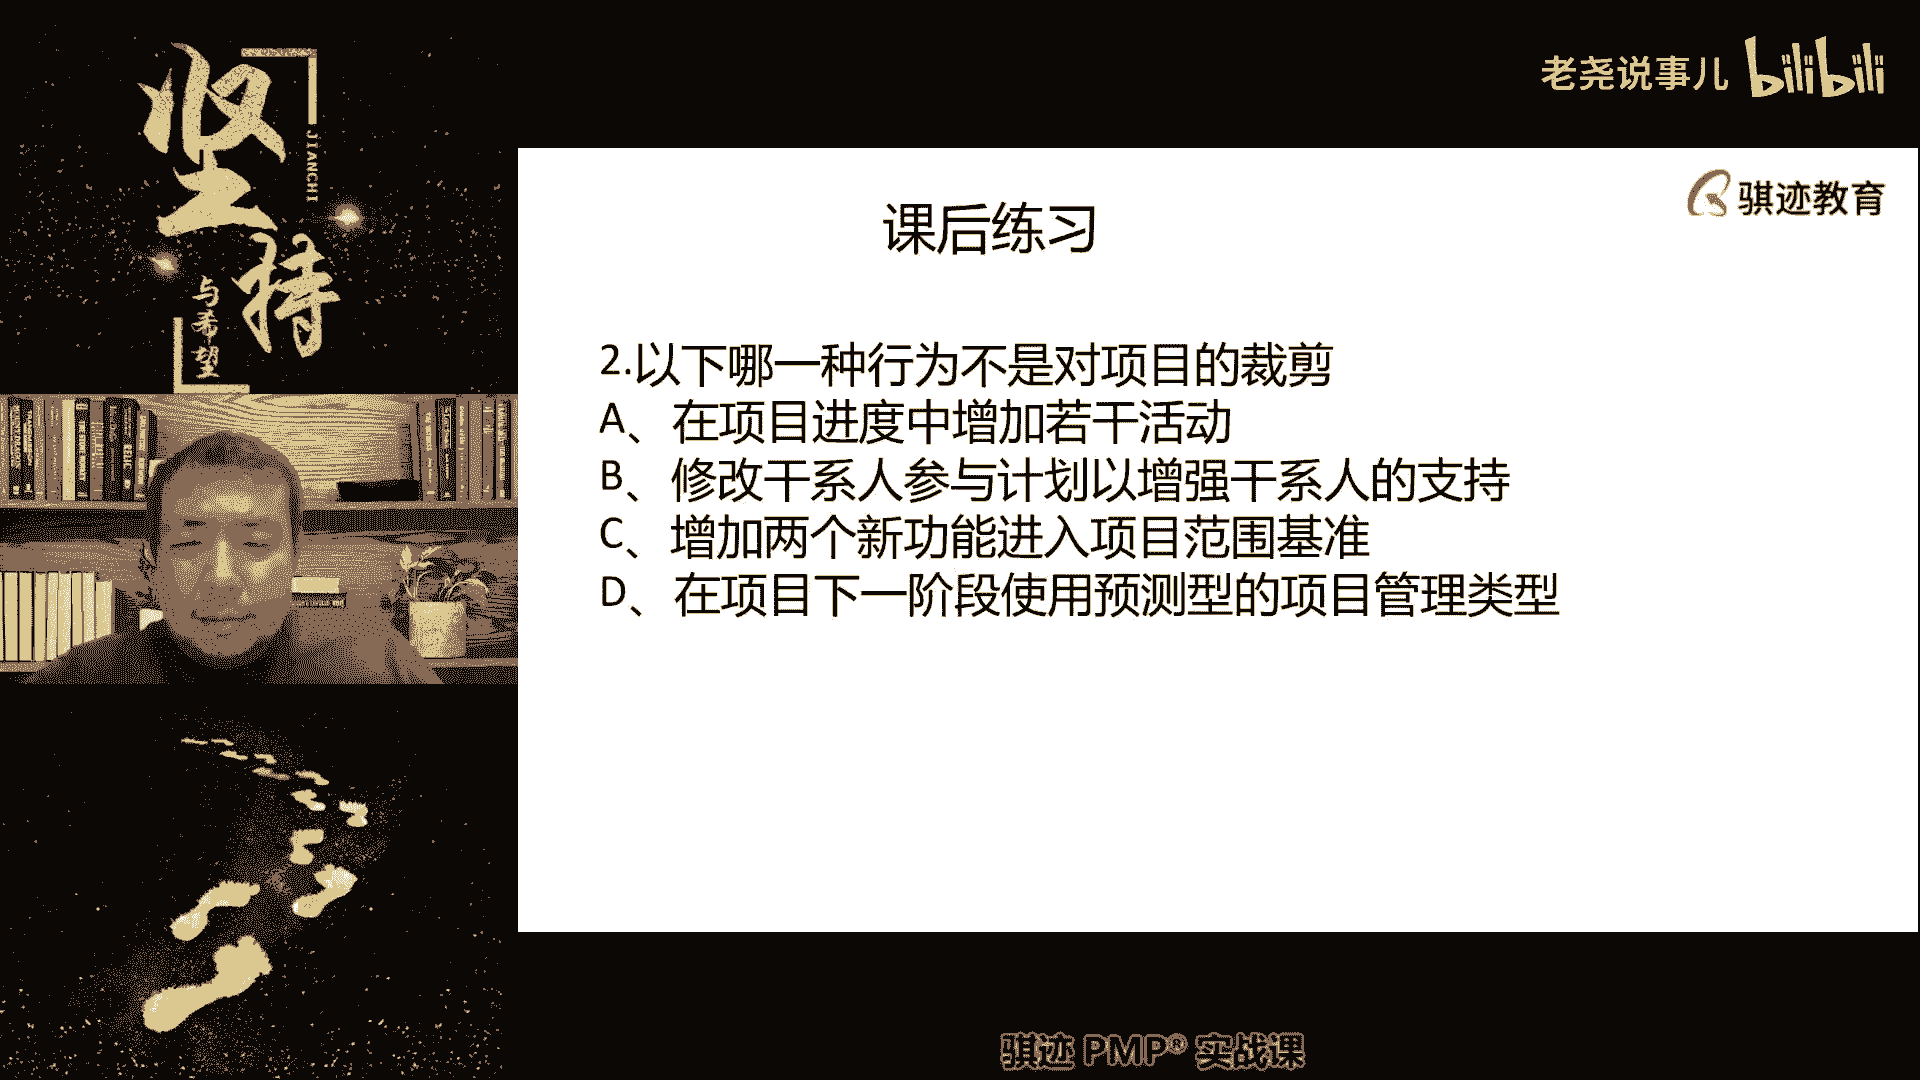 坚持
JIANCHI
与希望
老尧说事儿 bilibili
骐迹教育
课后练习
2.以下哪一种行为不是对项目的裁剪
A、在项目进度中增加若干活动
B、修改干系人参与计划以增强干系人的支持
C、增加两个新功能进入项目范围基准
D、在项目下一阶段使用预测型的项目管理类型
骐迹 PMP® 实战课